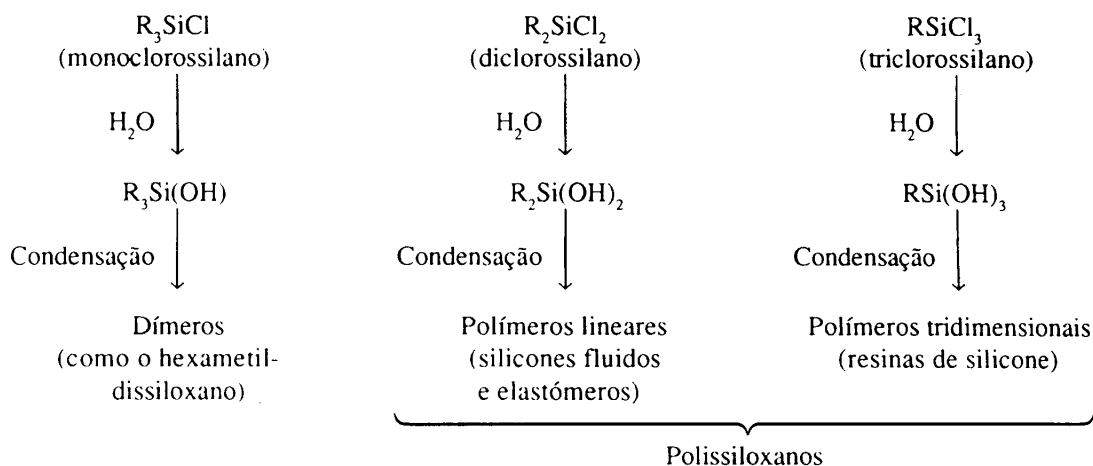 R₃SiCl
(monoclorossilano)
H₂O
R₃Si(OH)
Condensação
Dímeros
(como o hexametil-
dissiloxano)
R₂SiCl₂
(diclorossilano)
H₂O
R₂Si(OH)₂
Condensação
Polímeros lineares
(silicones fluidos
e elastómeros)
RSiCl₃
(triclorossilano)
H₂O
RSi(OH)₃
Condensação
Polímeros tridimensionais
(resinas de silicone)
Polissiloxanos